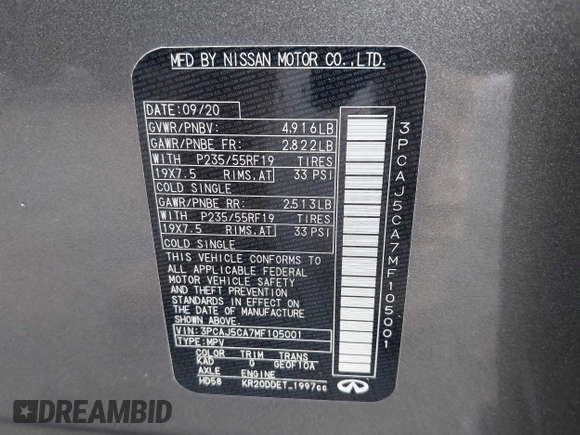 MFD BY NISSAN MOTOR CO.,LTD.
DATE: 09/20
GVWR/PNBV: 4,916LB
GAWR/PNBE FR: 2,822LB
WITH P235/55RF19 TIRES
19X7.5 RIMS,AT 33 PSI
COLD SINGLE
GAWR/PNBE RR: 2,513LB
WITH P235/55RF19 TIRES
19X7.5 RIMS,AT 33 PSI
COLD SINGLE
THIS VEHICLE CONFORMS TO
ALL APPLICABLE FEDERAL
MOTOR VEHICLE SAFETY
AND THEFT PREVENTION
STANDARDS IN EFFECT ON
THE DATE OF MANUFACTURE
SHOWN ABOVE.
VIN: 3PCAJ5CA7MF105001
TYPE: MPV
COLOR TRIM TRANS
KAD G GE0F10A
AXLE ENGINE
HD58 KR20DDET 1997cc
3PCAJ5CA7MF105001
DREAMBID